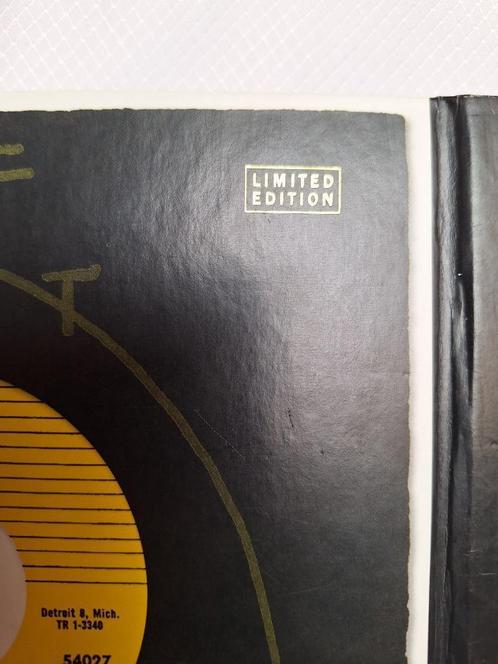 LIMITED
EDITION
T
Detroit 8, Mich.
TR 1-3340
54027